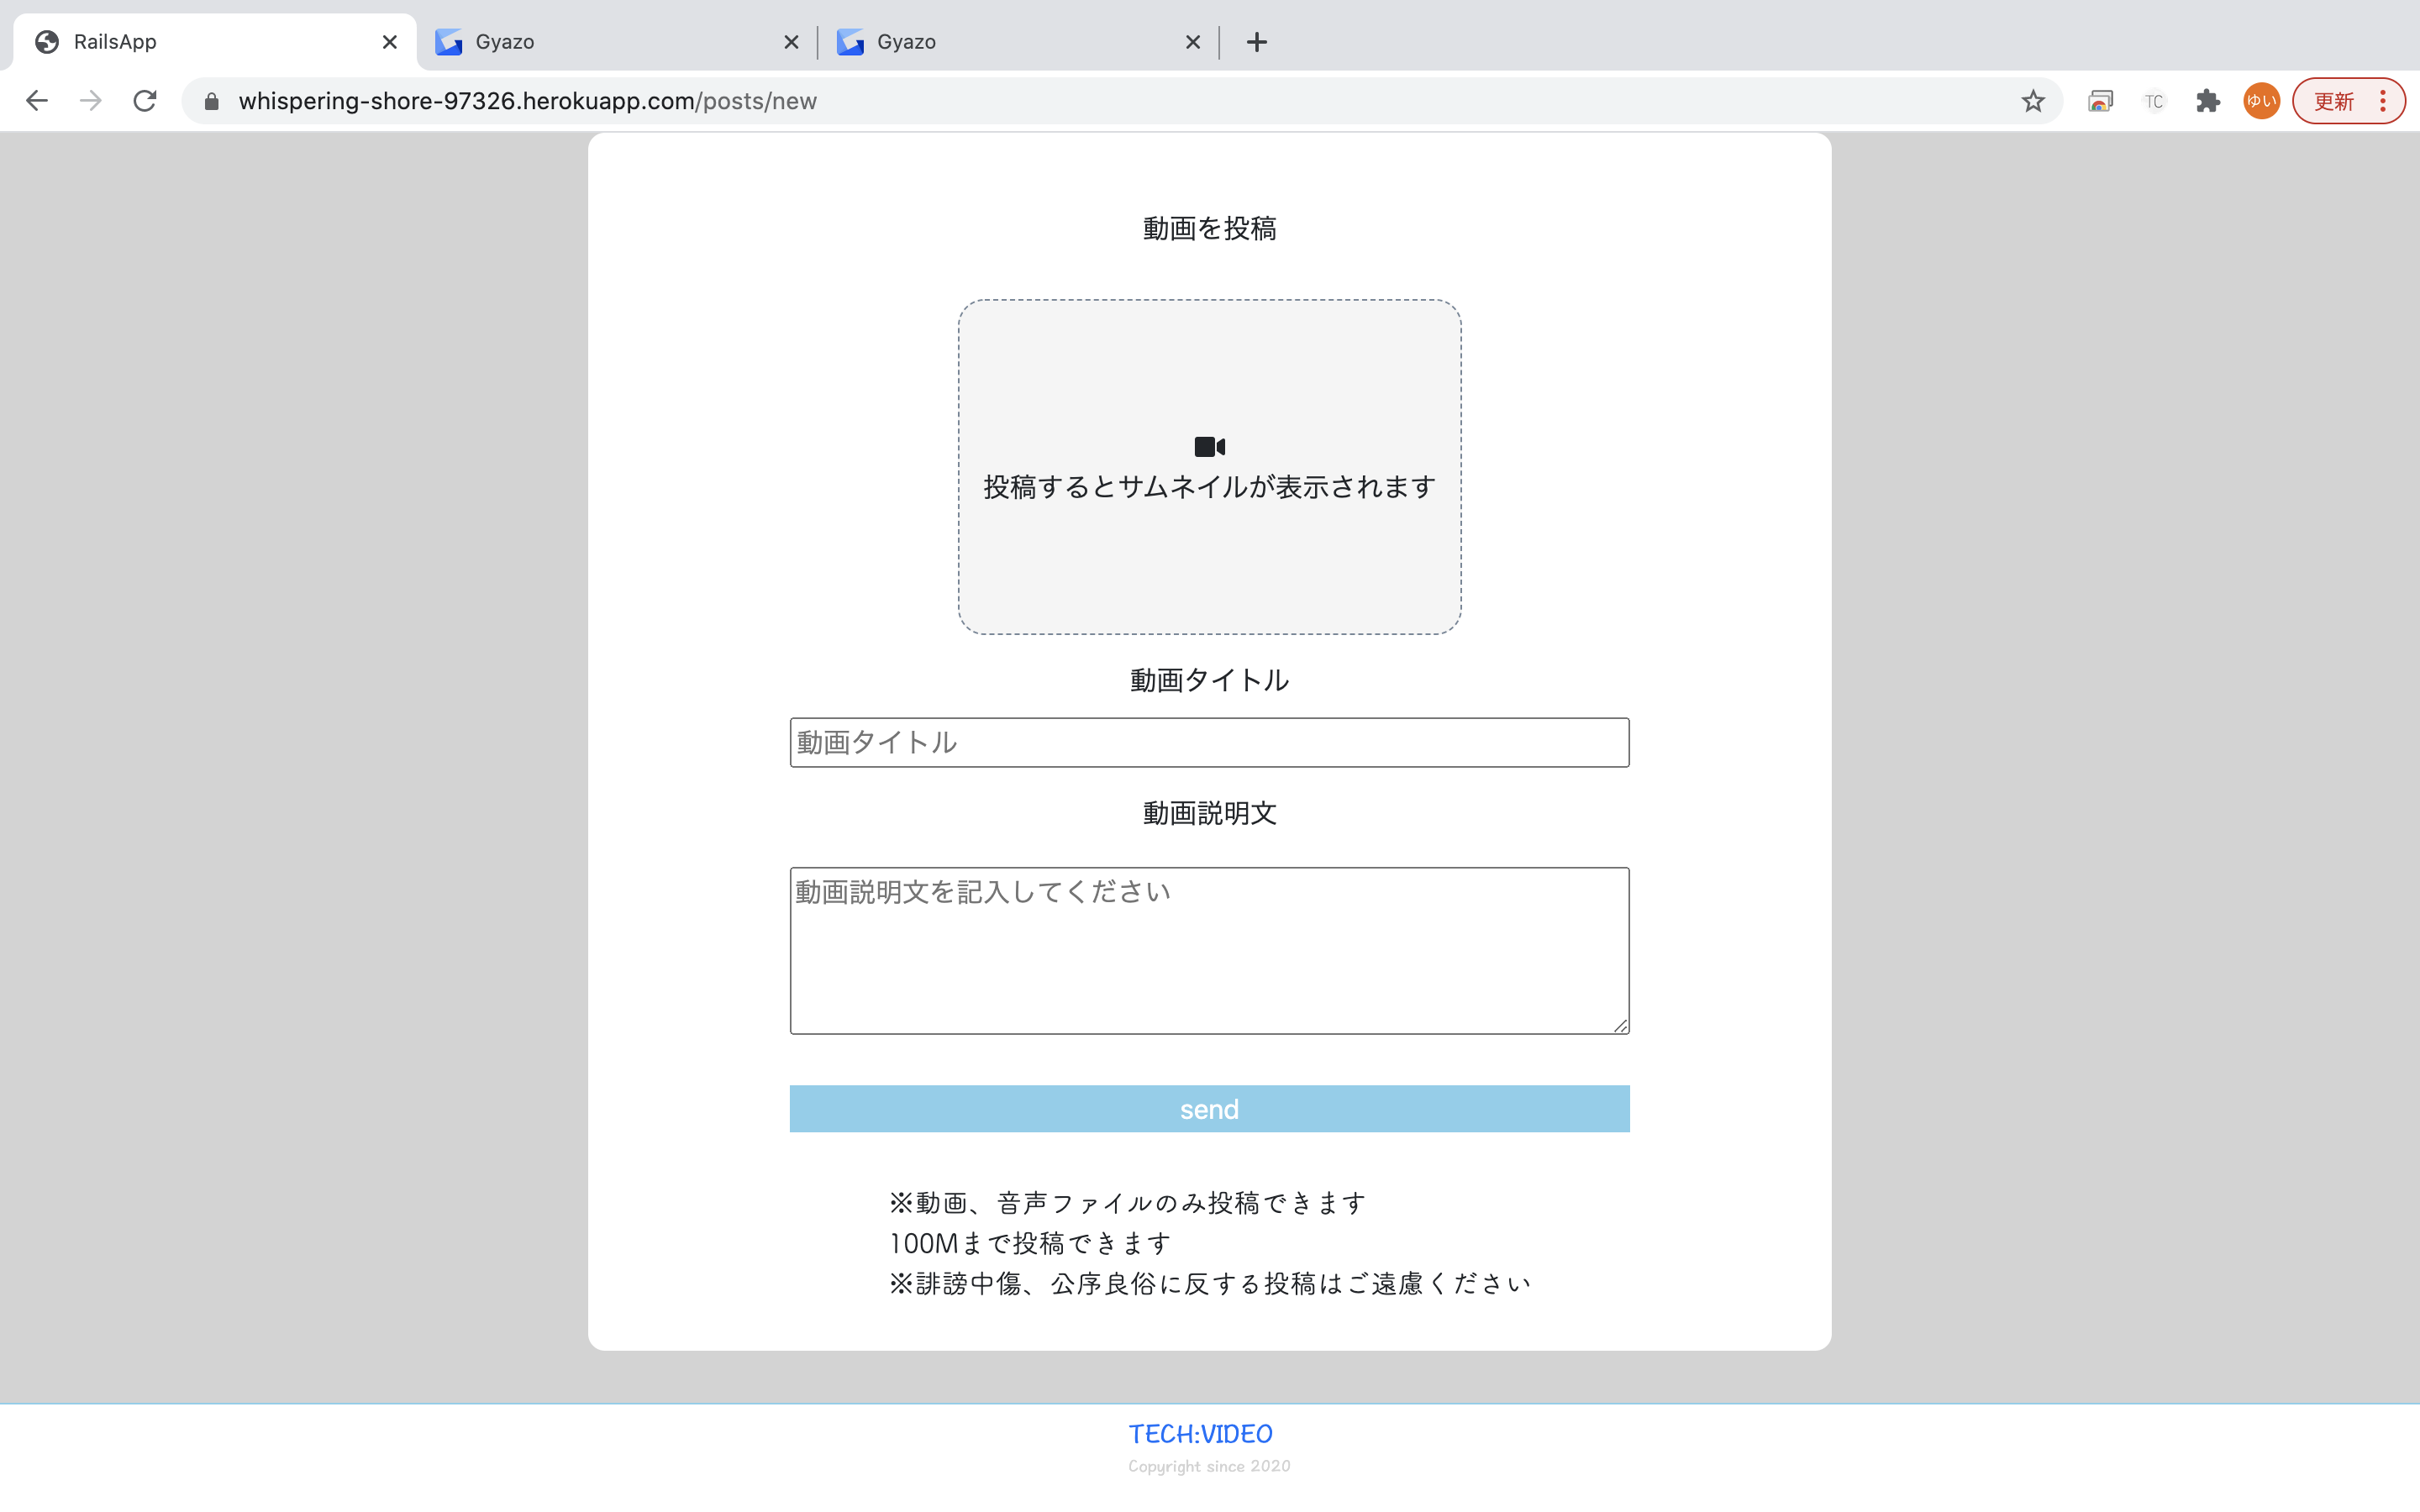 RailsApp
Gyazo
Gyazo
whispering-shore-97326.herokuapp.com/posts/new
TC
ゆい
更新
動画を投稿
投稿するとサムネイルが表示されます
動画タイトル
動画タイトル
動画説明文
動画説明文を記入してください
send
※動画、音声ファイルのみ投稿できます
100Mまで投稿できます
※誹謗中傷、公序良俗に反する投稿はご遠慮ください
TECH:VIDEO
Copyright since 2020